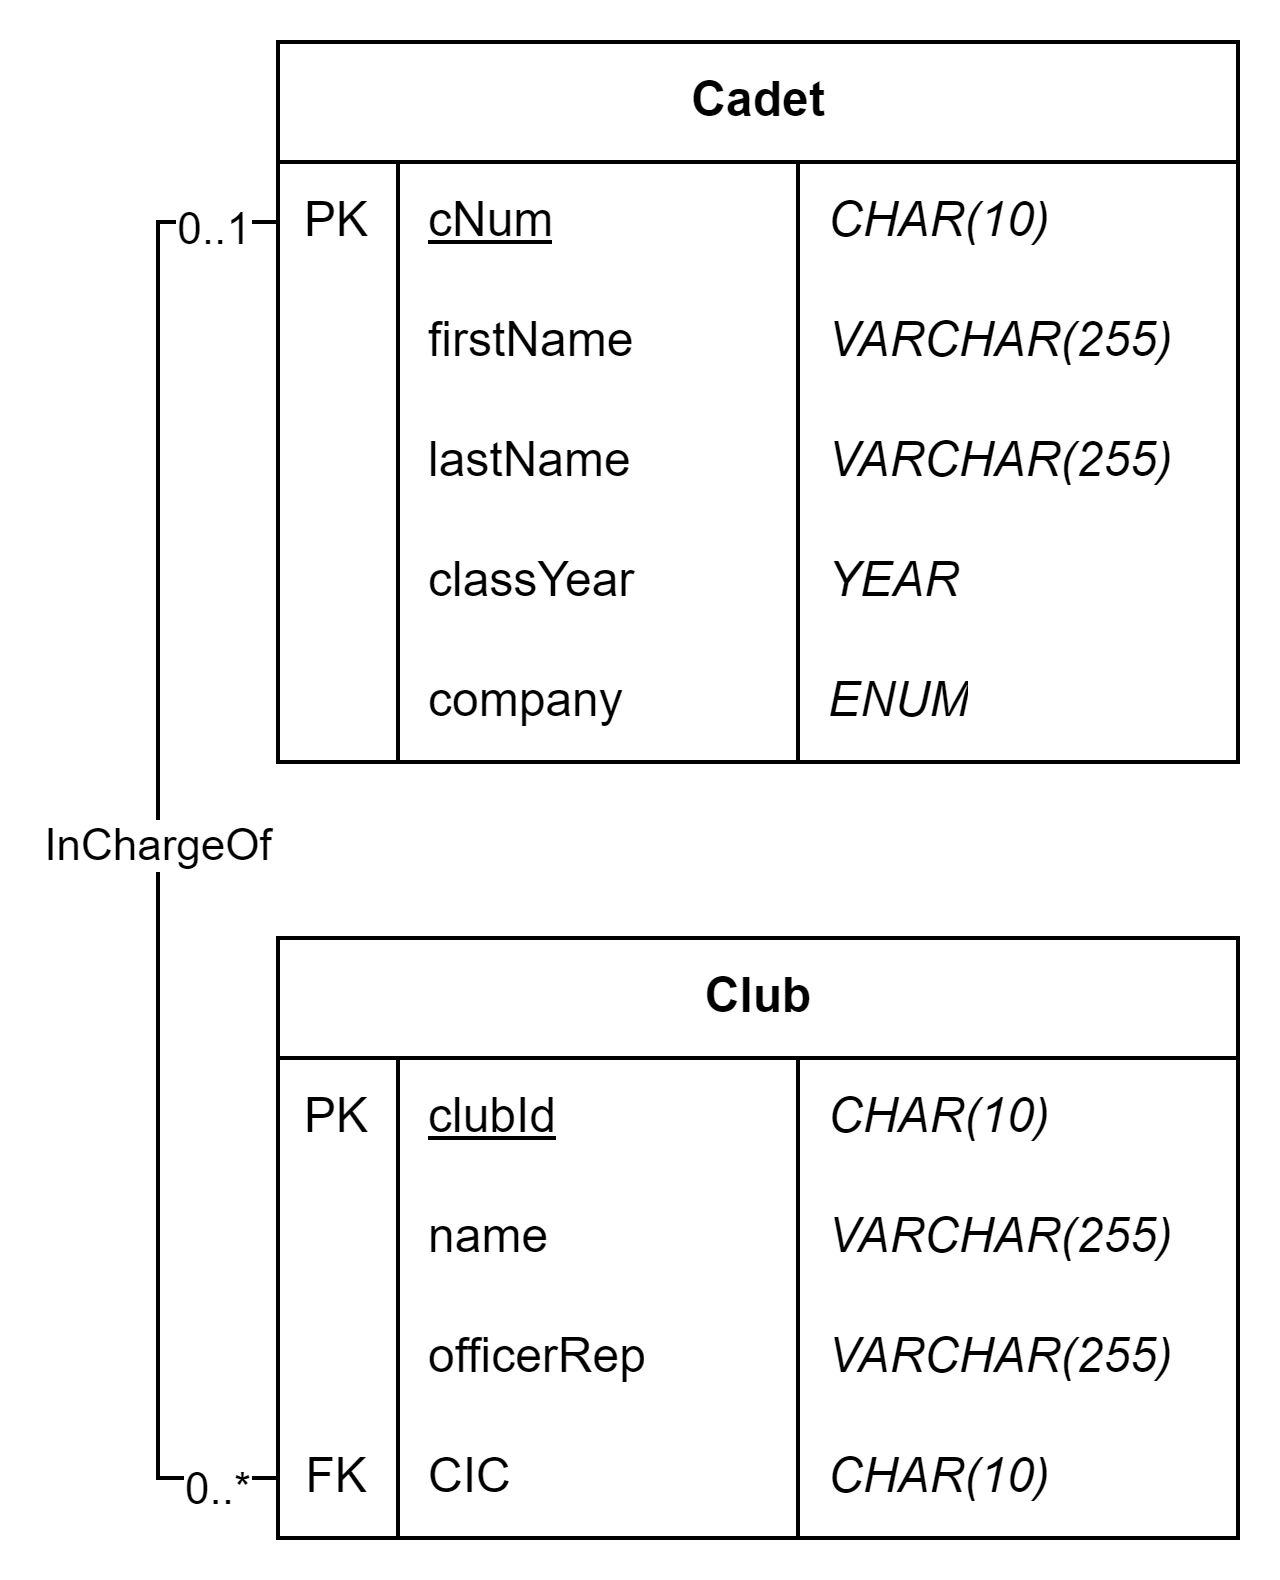 Cadet
0..1 PK cNum CHAR(10)
firstName VARCHAR(255)
lastName VARCHAR(255)
classYear YEAR
company ENUM
InChargeOf
Club
PK clubId CHAR(10)
name VARCHAR(255)
officerRep VARCHAR(255)
0..* FK CIC CHAR(10)